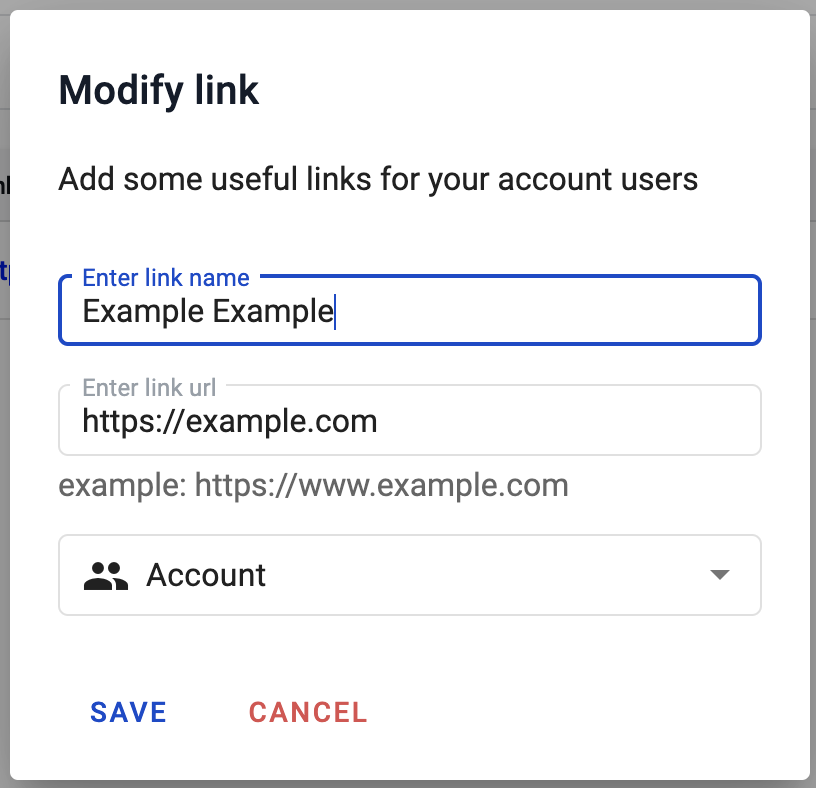 Modify link
Add some useful links for your account users
Enter link name
Example Example
Enter link url
https://example.com
example: https://www.example.com
Account
SAVE CANCEL